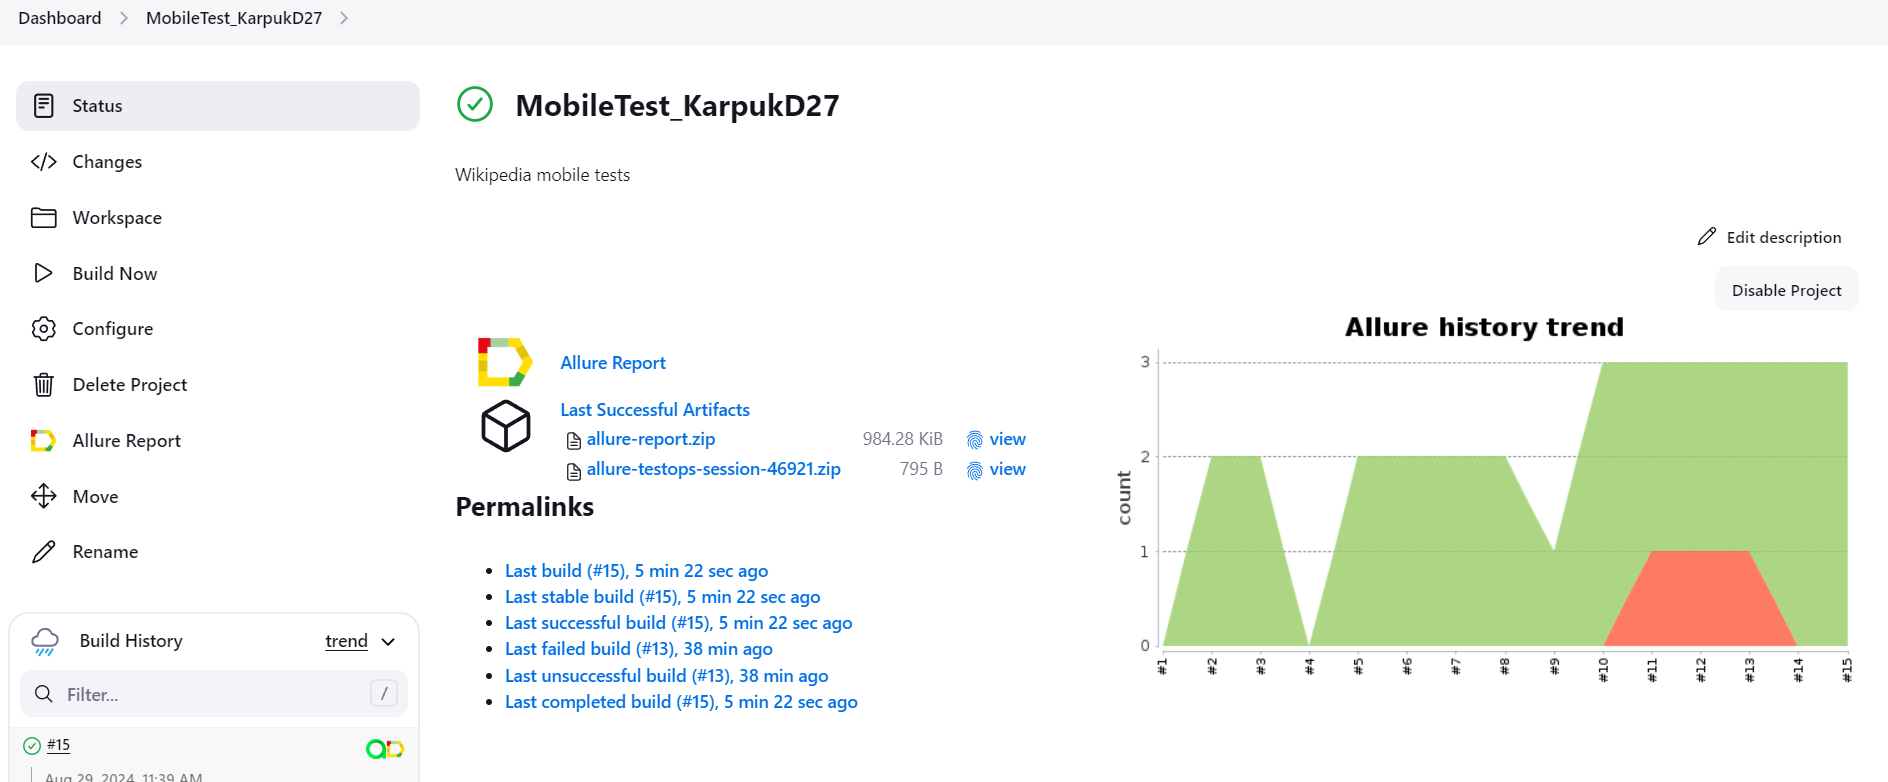 Dashboard > MobileTest_KarpukD27 >
Status
Changes
Workspace
Build Now
Configure
Delete Project
Allure Report
Move
Rename
Build History trend
Filter... /
#15
Aug 29, 2024, 11:39 AM
MobileTest_KarpukD27
Wikipedia mobile tests
Edit description
Disable Project
Allure Report
Last Successful Artifacts
allure-report.zip 984.28 KiB view
allure-testops-session-46921.zip 795 B view
Permalinks
Last build (#15), 5 min 22 sec ago
Last stable build (#15), 5 min 22 sec ago
Last successful build (#15), 5 min 22 sec ago
Last failed build (#13), 38 min ago
Last unsuccessful build (#13), 38 min ago
Last completed build (#15), 5 min 22 sec ago
Allure history trend
count
3
2
1
0
#1 #2 #3 #4 #5 #6 #7 #8 #9 #10 #11 #12 #13 #14 #15